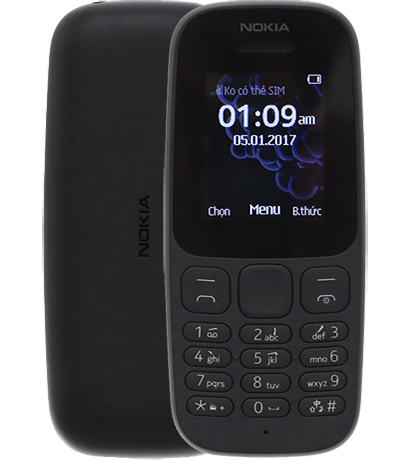 NOKIA
NOKIA
Ko có thẻ SIM
01:09am
05.01.2017
Chọn Menu B.thức
1 2 abc def 3
4 ghi 5 jkl mno 6
7 pqrs 8 tuv wxyz 9
* + 0 #